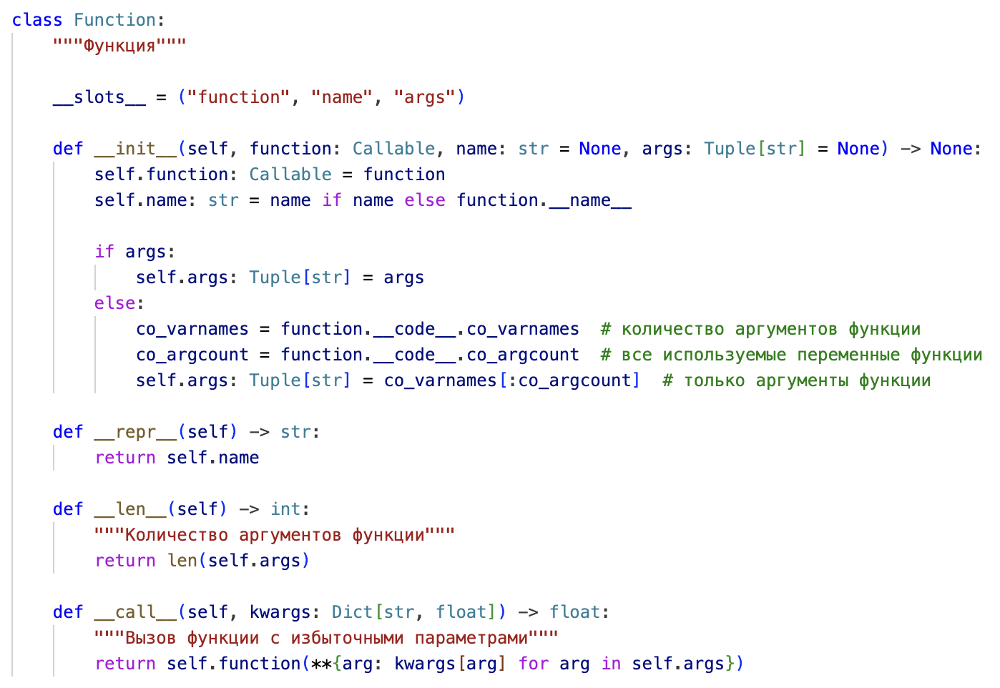 class Function:
    """Функция"""
    __slots__ = ("function", "name", "args")
    def __init__(self, function: Callable, name: str = None, args: Tuple[str] = None) -> None:
        self.function: Callable = function
        self.name: str = name if name else function.__name__
        if args:
            self.args: Tuple[str] = args
        else:
            co_varnames = function.__code__.co_varnames  # количество аргументов функции
            co_argcount = function.__code__.co_argcount  # все используемые переменные функции
            self.args: Tuple[str] = co_varnames[:co_argcount]  # только аргументы функции
    def __repr__(self) -> str:
        return self.name
    def __len__(self) -> int:
        """Количество аргументов функции"""
        return len(self.args)
    def __call__(self, kwargs: Dict[str, float]) -> float:
        """Вызов функции с избыточными параметрами"""
        return self.function(**{arg: kwargs[arg] for arg in self.args})